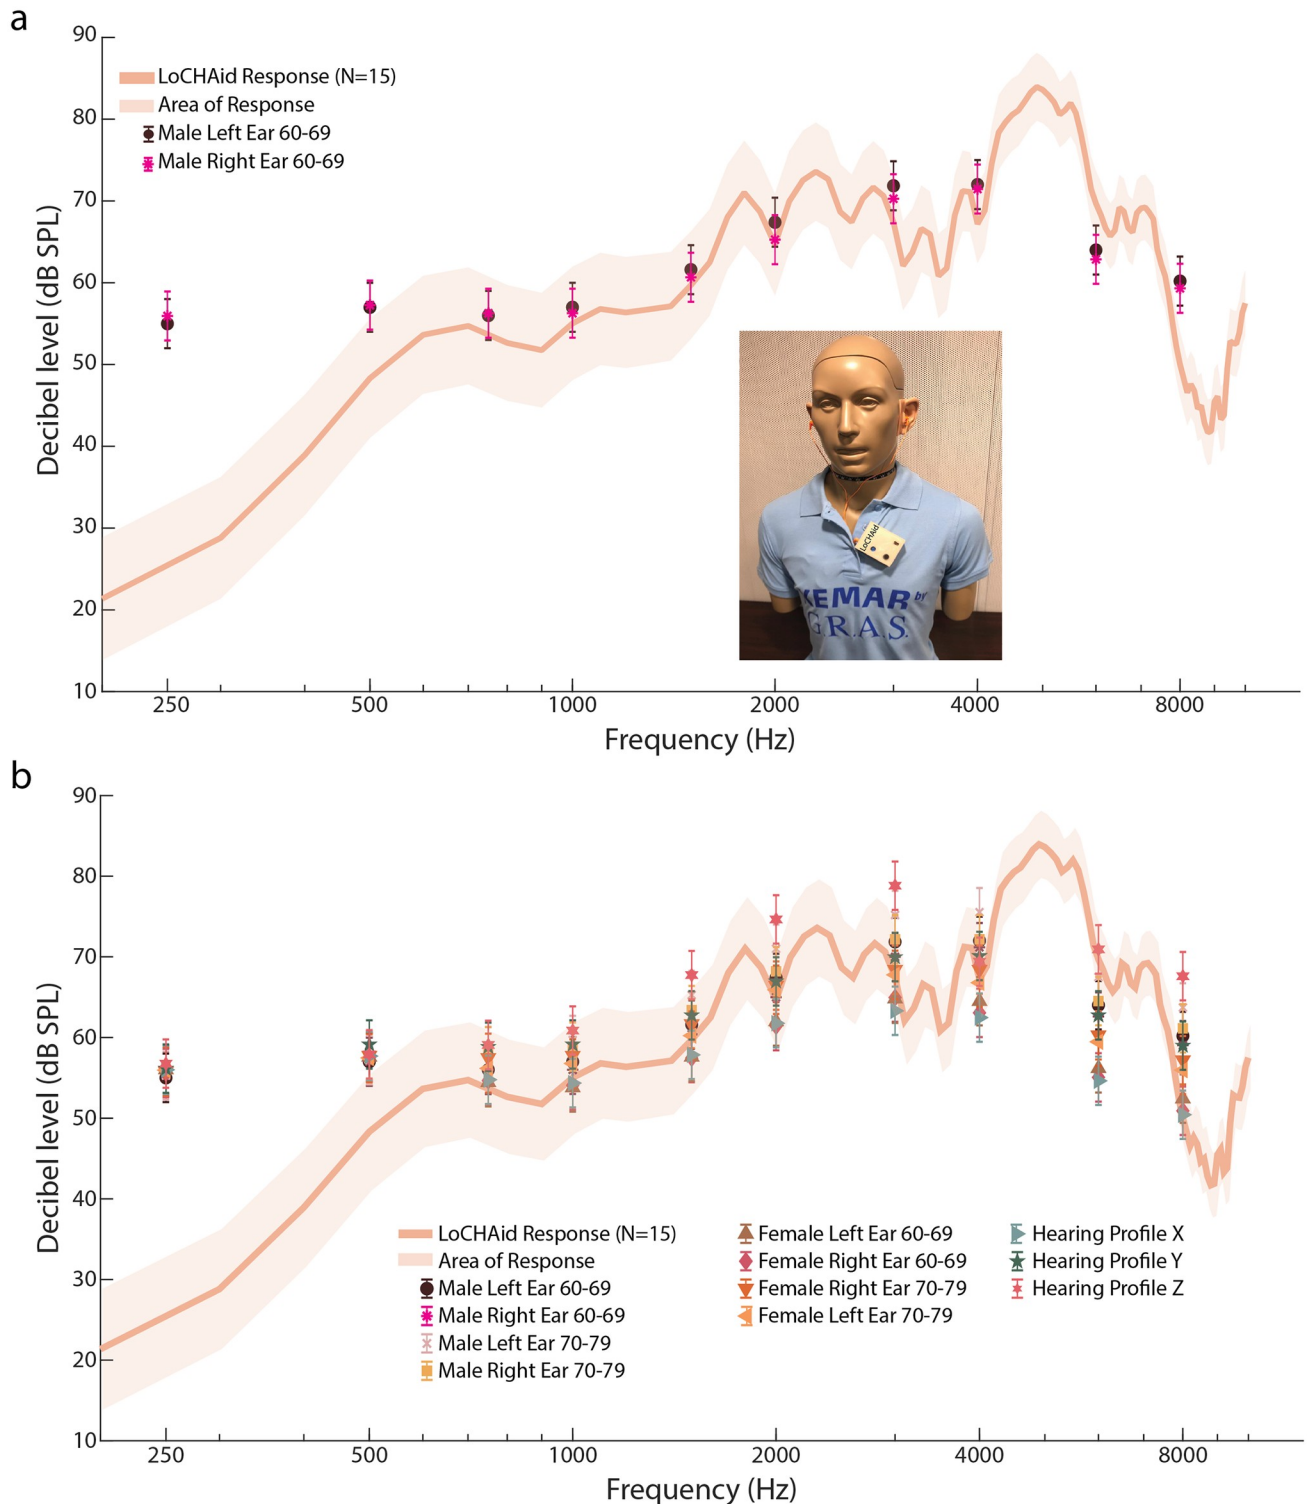 a
90
80
70
60
50
40
30
20
10
Decibel level (dB SPL)
LoCHAid Response (N=15)
Area of Response
Male Left Ear 60-69
Male Right Ear 60-69
LoCHAid
KEMAR by
G.R.A.S.
250 500 1000 2000 4000 8000
Frequency (Hz)
b
90
80
70
60
50
40
30
20
10
Decibel level (dB SPL)
LoCHAid Response (N=15)
Area of Response
Male Left Ear 60-69
Male Right Ear 60-69
Male Left Ear 70-79
Male Right Ear 70-79
Female Left Ear 60-69
Female Right Ear 60-69
Female Right Ear 70-79
Female Left Ear 70-79
Hearing Profile X
Hearing Profile Y
Hearing Profile Z
250 500 1000 2000 4000 8000
Frequency (Hz)